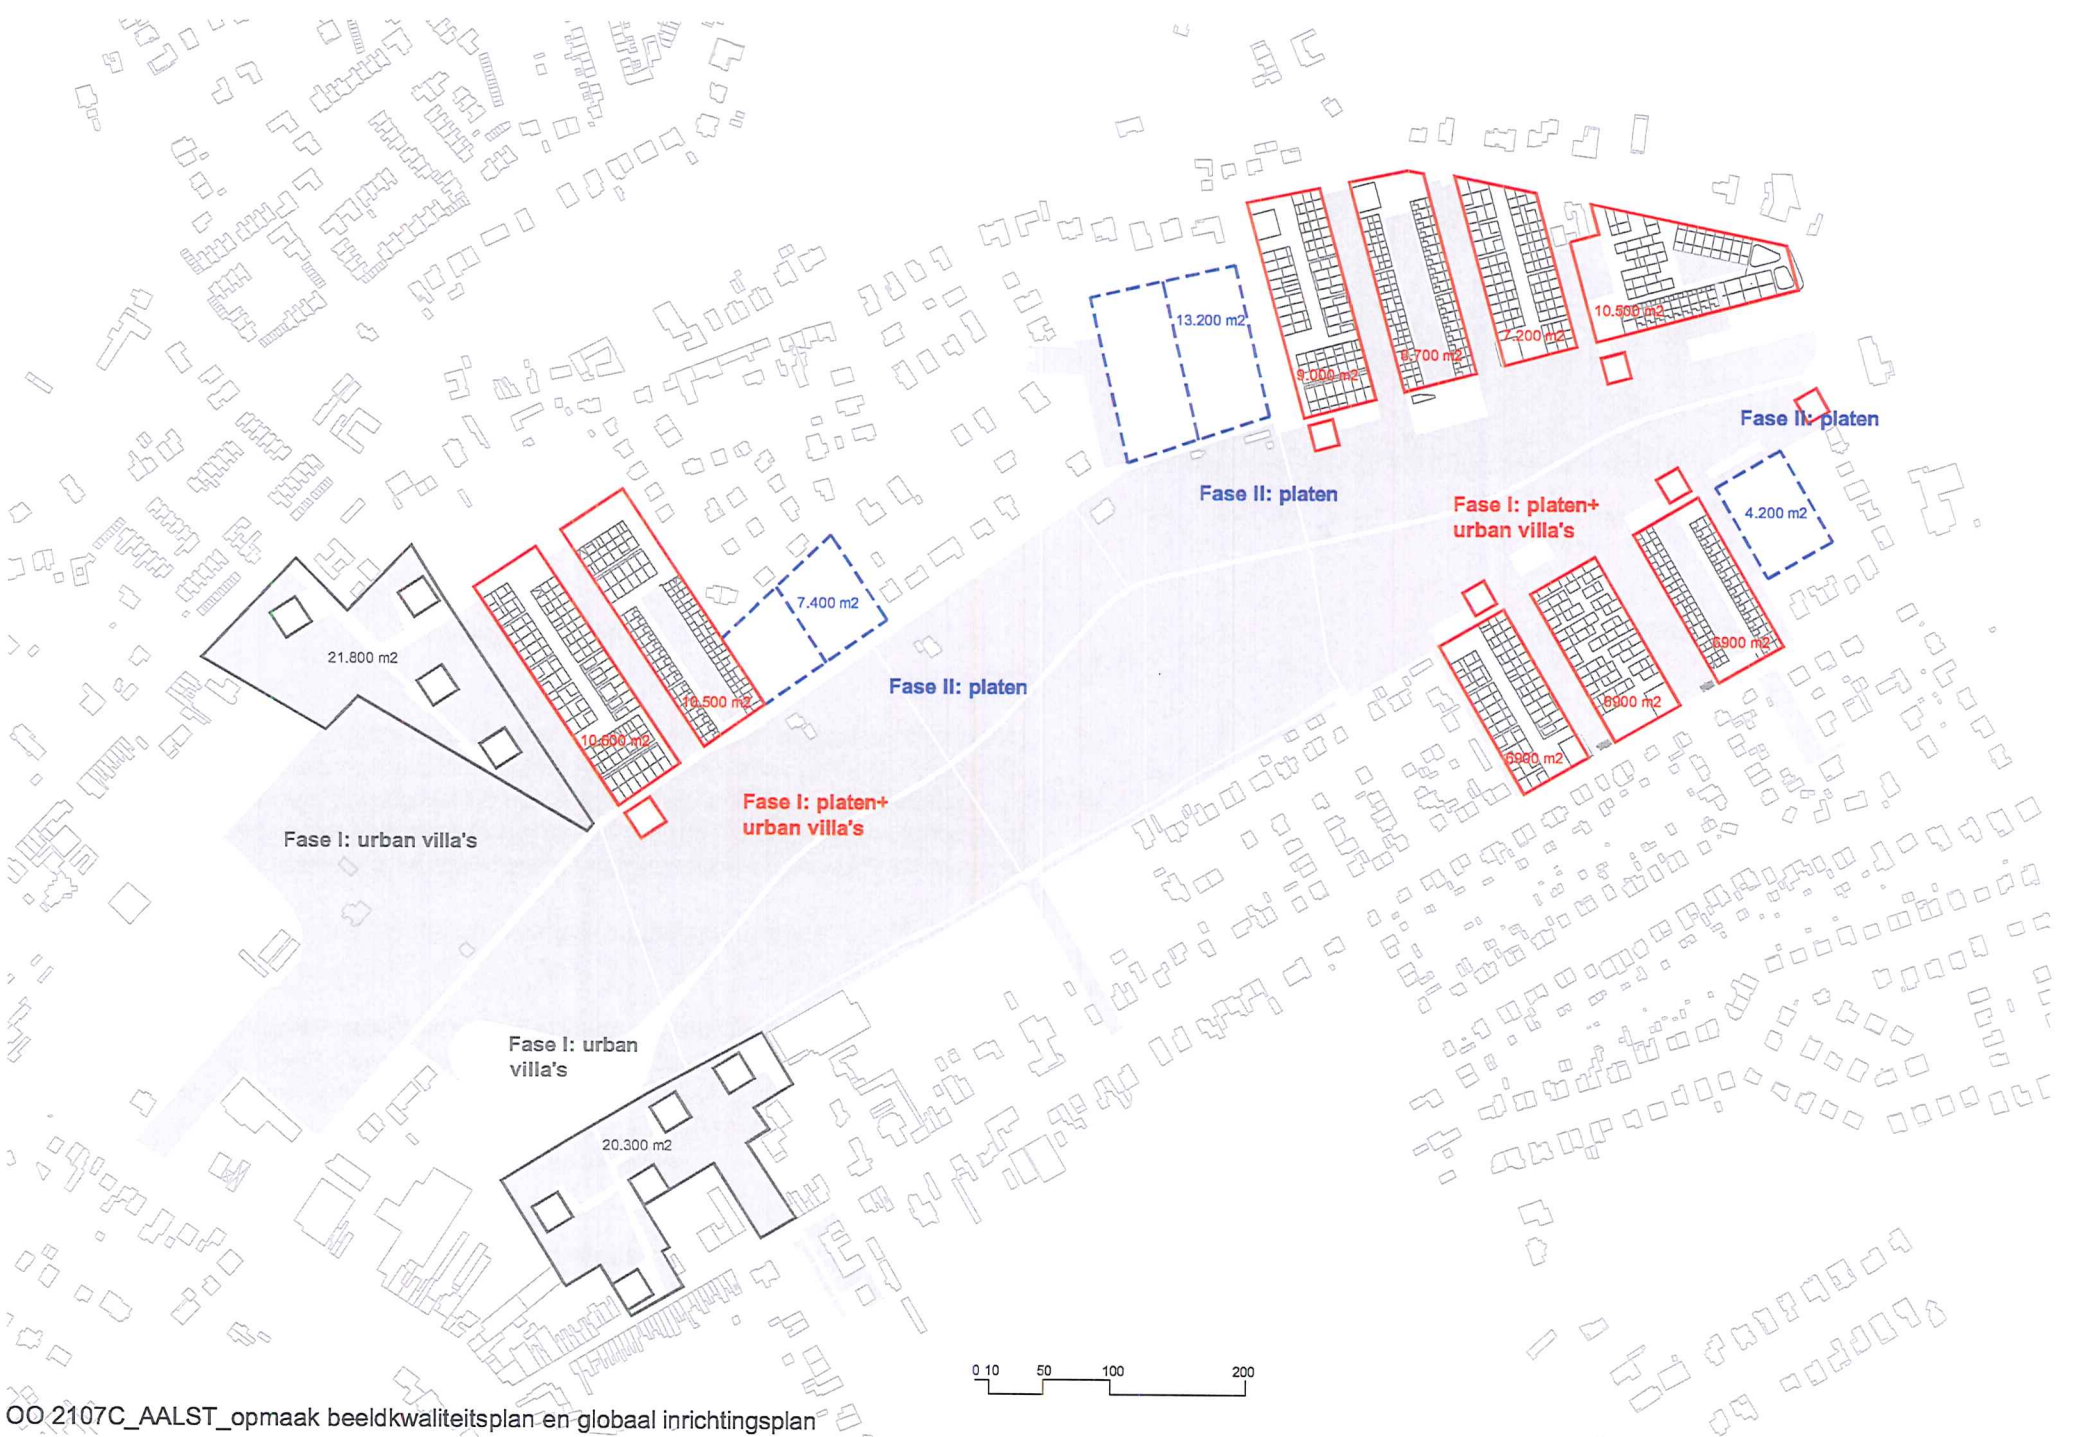 13.200 m2
10.500 m2
7.200 m2
8.700 m2
9.000 m2
Fase II: platen
Fase II: platen
Fase I: platen+
urban villa's
4.200 m2
7.400 m2
21.800 m2
6900 m2
Fase II: platen
10.500 m2
6900 m2
10.500 m2
6900 m2
Fase I: platen+
urban villa's
Fase I: urban villa's
Fase I: urban
villa's
20.300 m2
0 10 50 100 200
OO 2107C_AALST_opmaak beeldkwaliteitsplan en globaal inrichtingsplan